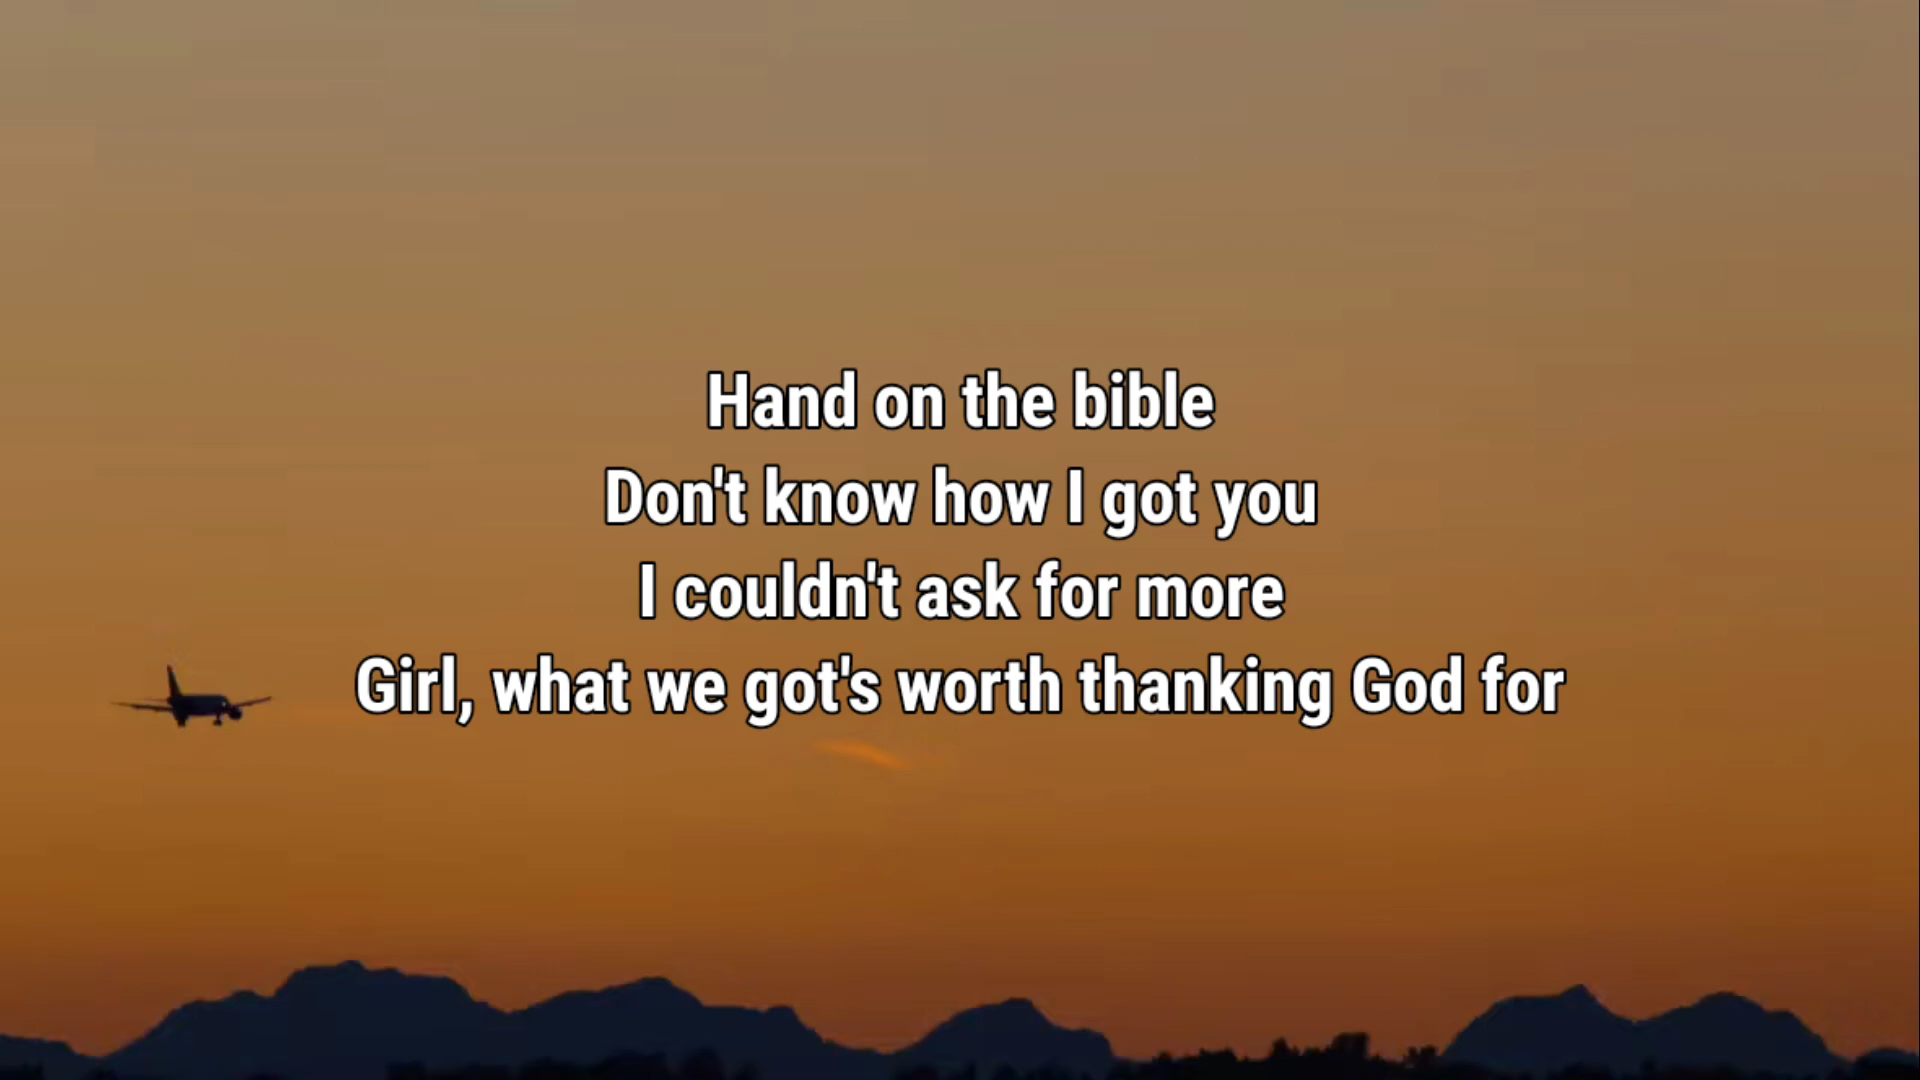 Hand on the bible
Don't know how I got you
I couldn't ask for more
Girl, what we got's worth thanking God for